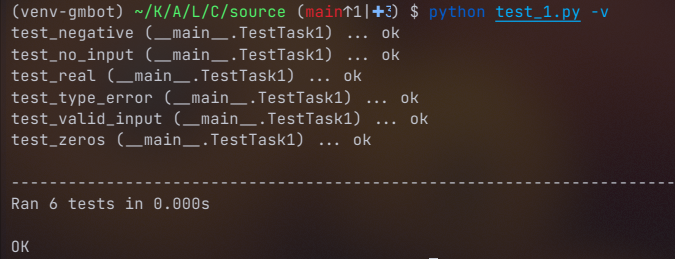 (venv-gmbot) ~/K/A/L/C/source (main↑1|✚3) $ python test_1.py -v
test_negative (__main__.TestTask1) ... ok
test_no_input (__main__.TestTask1) ... ok
test_real (__main__.TestTask1) ... ok
test_type_error (__main__.TestTask1) ... ok
test_valid_input (__main__.TestTask1) ... ok
test_zeros (__main__.TestTask1) ... ok
----------------------------------------------------------------------
Ran 6 tests in 0.000s
OK